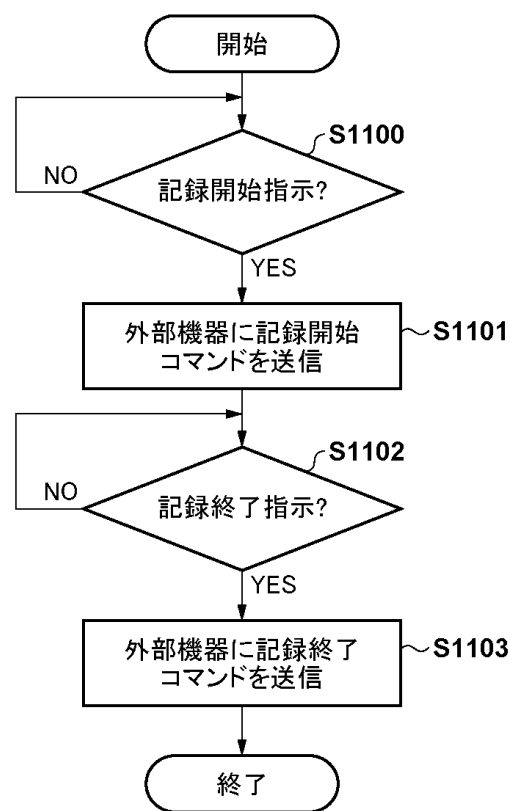 開始
S1100
記録開始指示?
NO
YES
外部機器に記録開始
コマンドを送信
S1101
S1102
記録終了指示?
NO
YES
外部機器に記録終了
コマンドを送信
S1103
終了